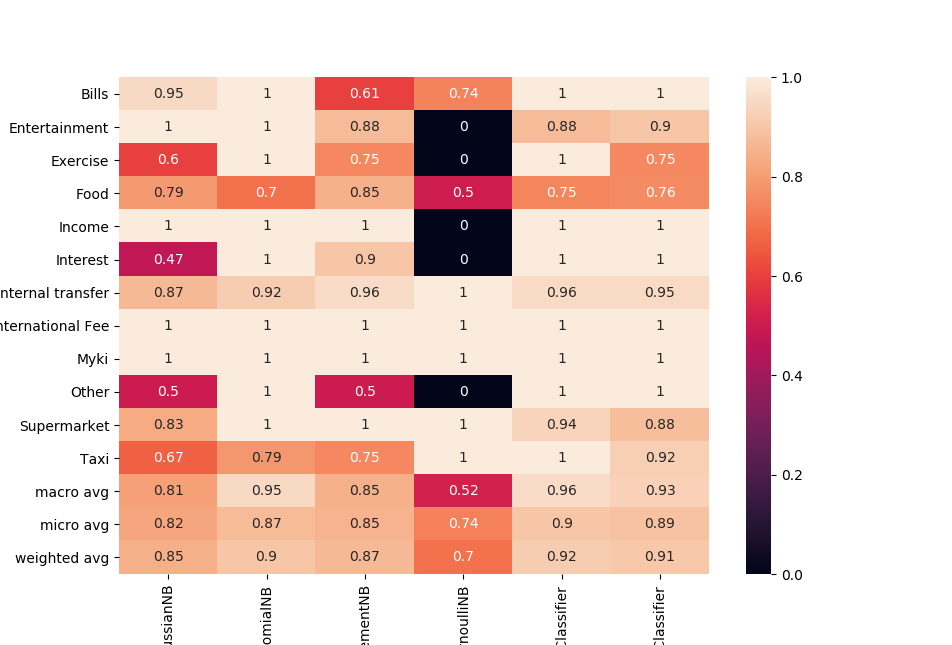 Bills 0.95 1 0.61 0.74 1 1
Entertainment 1 1 0.88 0 0.88 0.9
Exercise 0.6 1 0.75 0 1 0.75
Food 0.79 0.7 0.85 0.5 0.75 0.76
Income 1 1 1 0 1 1
Interest 0.47 1 0.9 0 1 1
nternal transfer 0.87 0.92 0.96 1 0.96 0.95
nternational Fee 1 1 1 1 1 1
Myki 1 1 1 1 1 1
Other 0.5 1 0.5 0 1 1
Supermarket 0.83 1 1 1 0.94 0.88
Taxi 0.67 0.79 0.75 1 1 0.92
macro avg 0.81 0.95 0.85 0.52 0.96 0.93
micro avg 0.82 0.87 0.85 0.74 0.9 0.89
weighted avg 0.85 0.9 0.87 0.7 0.92 0.91
ussianNB
omialNB
ementNB
noulliNB
Classifier
Classifier
1.0
0.8
0.6
0.4
0.2
0.0